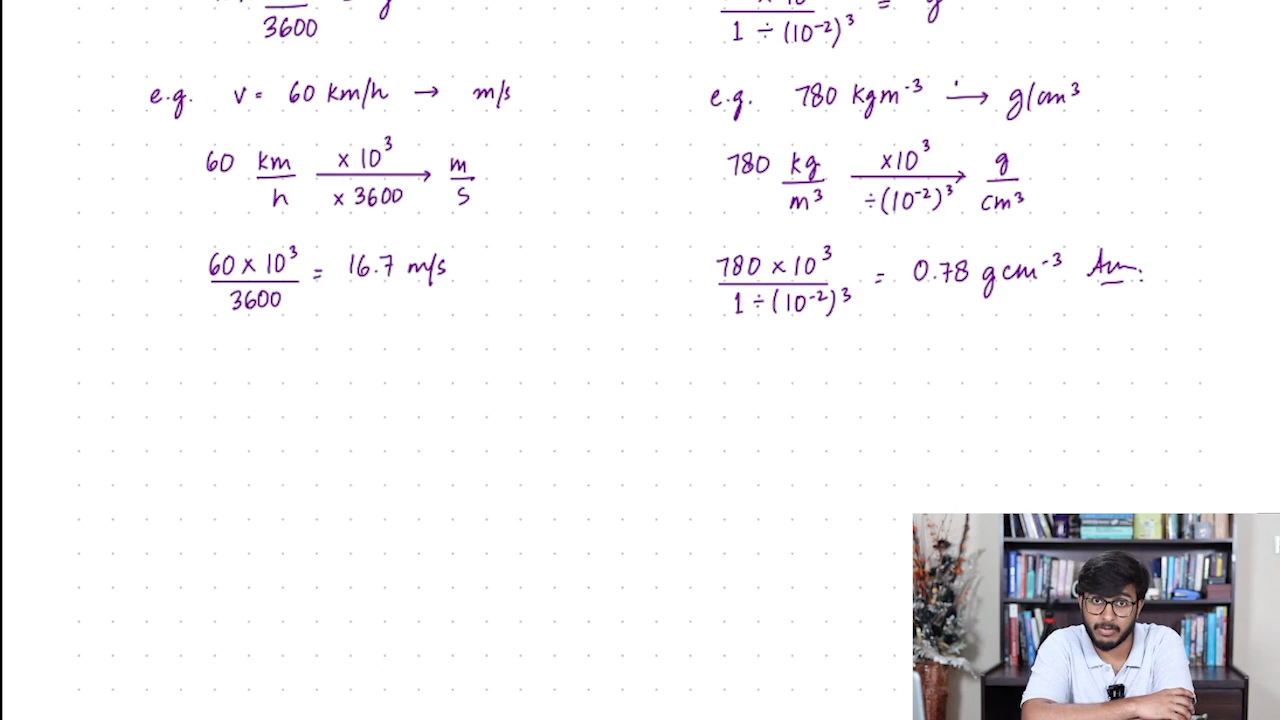 3600
1 ÷ (10⁻²)³ =
e.g. v = 60 km/h → m/s
60 km/h × 10³ / × 3600 → m/s
60 × 10³ / 3600 = 16.7 m/s
e.g. 780 kgm⁻³ → g/cm³
780 kg/m³ ×10³ / ÷(10⁻²)³ → g/cm³
780 × 10³ / 1 ÷ (10⁻²)³ = 0.78 gcm⁻³ Ans.